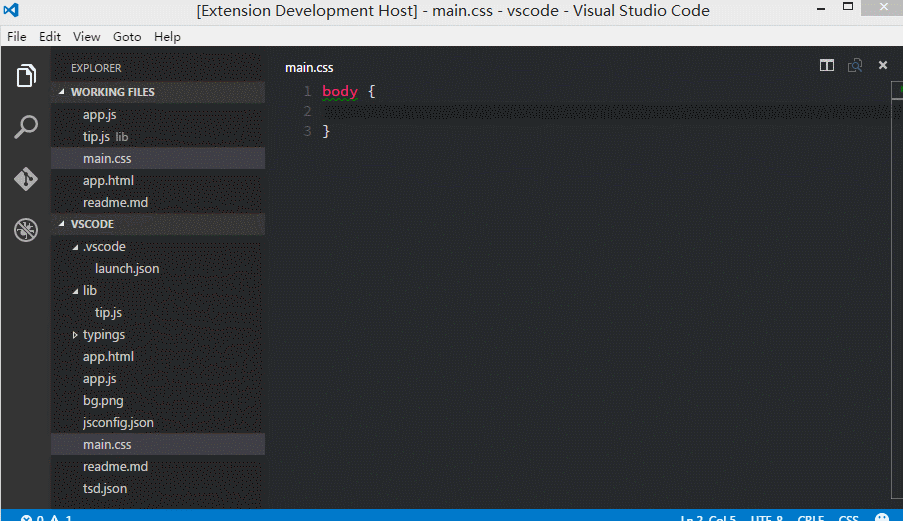 [Extension Development Host] - main.css - vscode - Visual Studio Code
File Edit View Goto Help
EXPLORER
WORKING FILES
app.js
tip.js lib
main.css
app.html
readme.md
VSCODE
.vscode
launch.json
lib
tip.js
typings
app.html
app.js
bg.png
jsconfig.json
main.css
readme.md
tsd.json
main.css
1 body {
2
3 }
0 1 Ln 2, Col 5 UTF-8 CRLF CSS